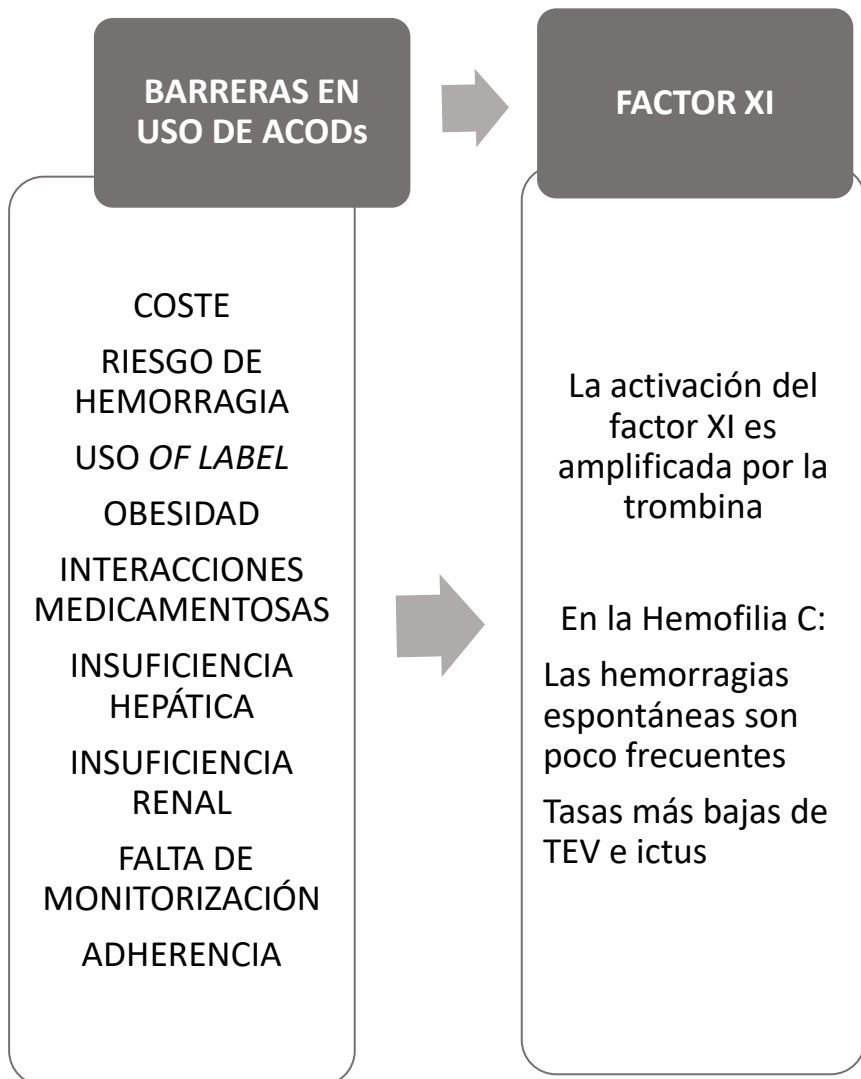 BARRERAS EN
USO DE ACODs
COSTE
RIESGO DE
HEMORRAGIA
USO OF LABEL
OBESIDAD
INTERACCIONES
MEDICAMENTOSAS
INSUFICIENCIA
HEPÁTICA
INSUFICIENCIA
RENAL
FALTA DE
MONITORIZACIÓN
ADHERENCIA
FACTOR XI
La activación del
factor XI es
amplificada por la
trombina
En la Hemofilia C:
Las hemorragias
espontáneas son
poco frecuentes
Tasas más bajas de
TEV e ictus